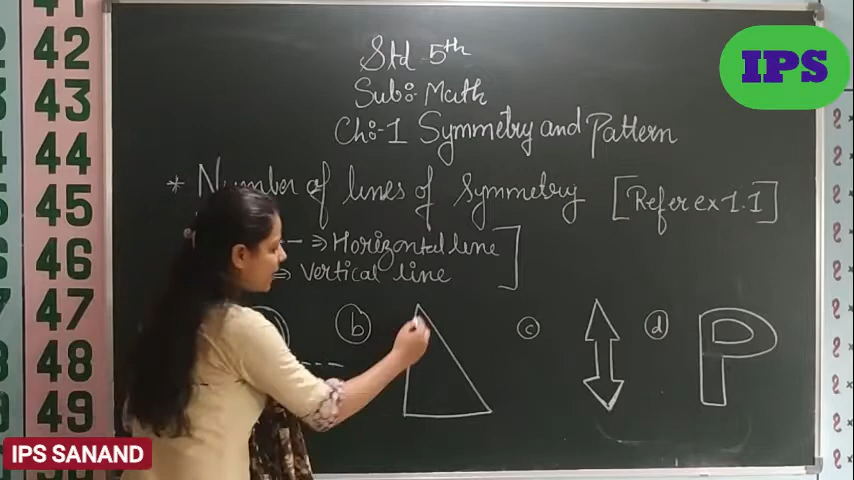 Std 5th
Sub:- Math
Ch:-1 Symmetry and Pattern
* Number of lines of symmetry [Refer ex 1.1]
⇒ Horizontal line
⇒ Vertical line
b
c
d
P
IPS
IPS SANAND
41
42
43
44
45
46
47
48
49
50